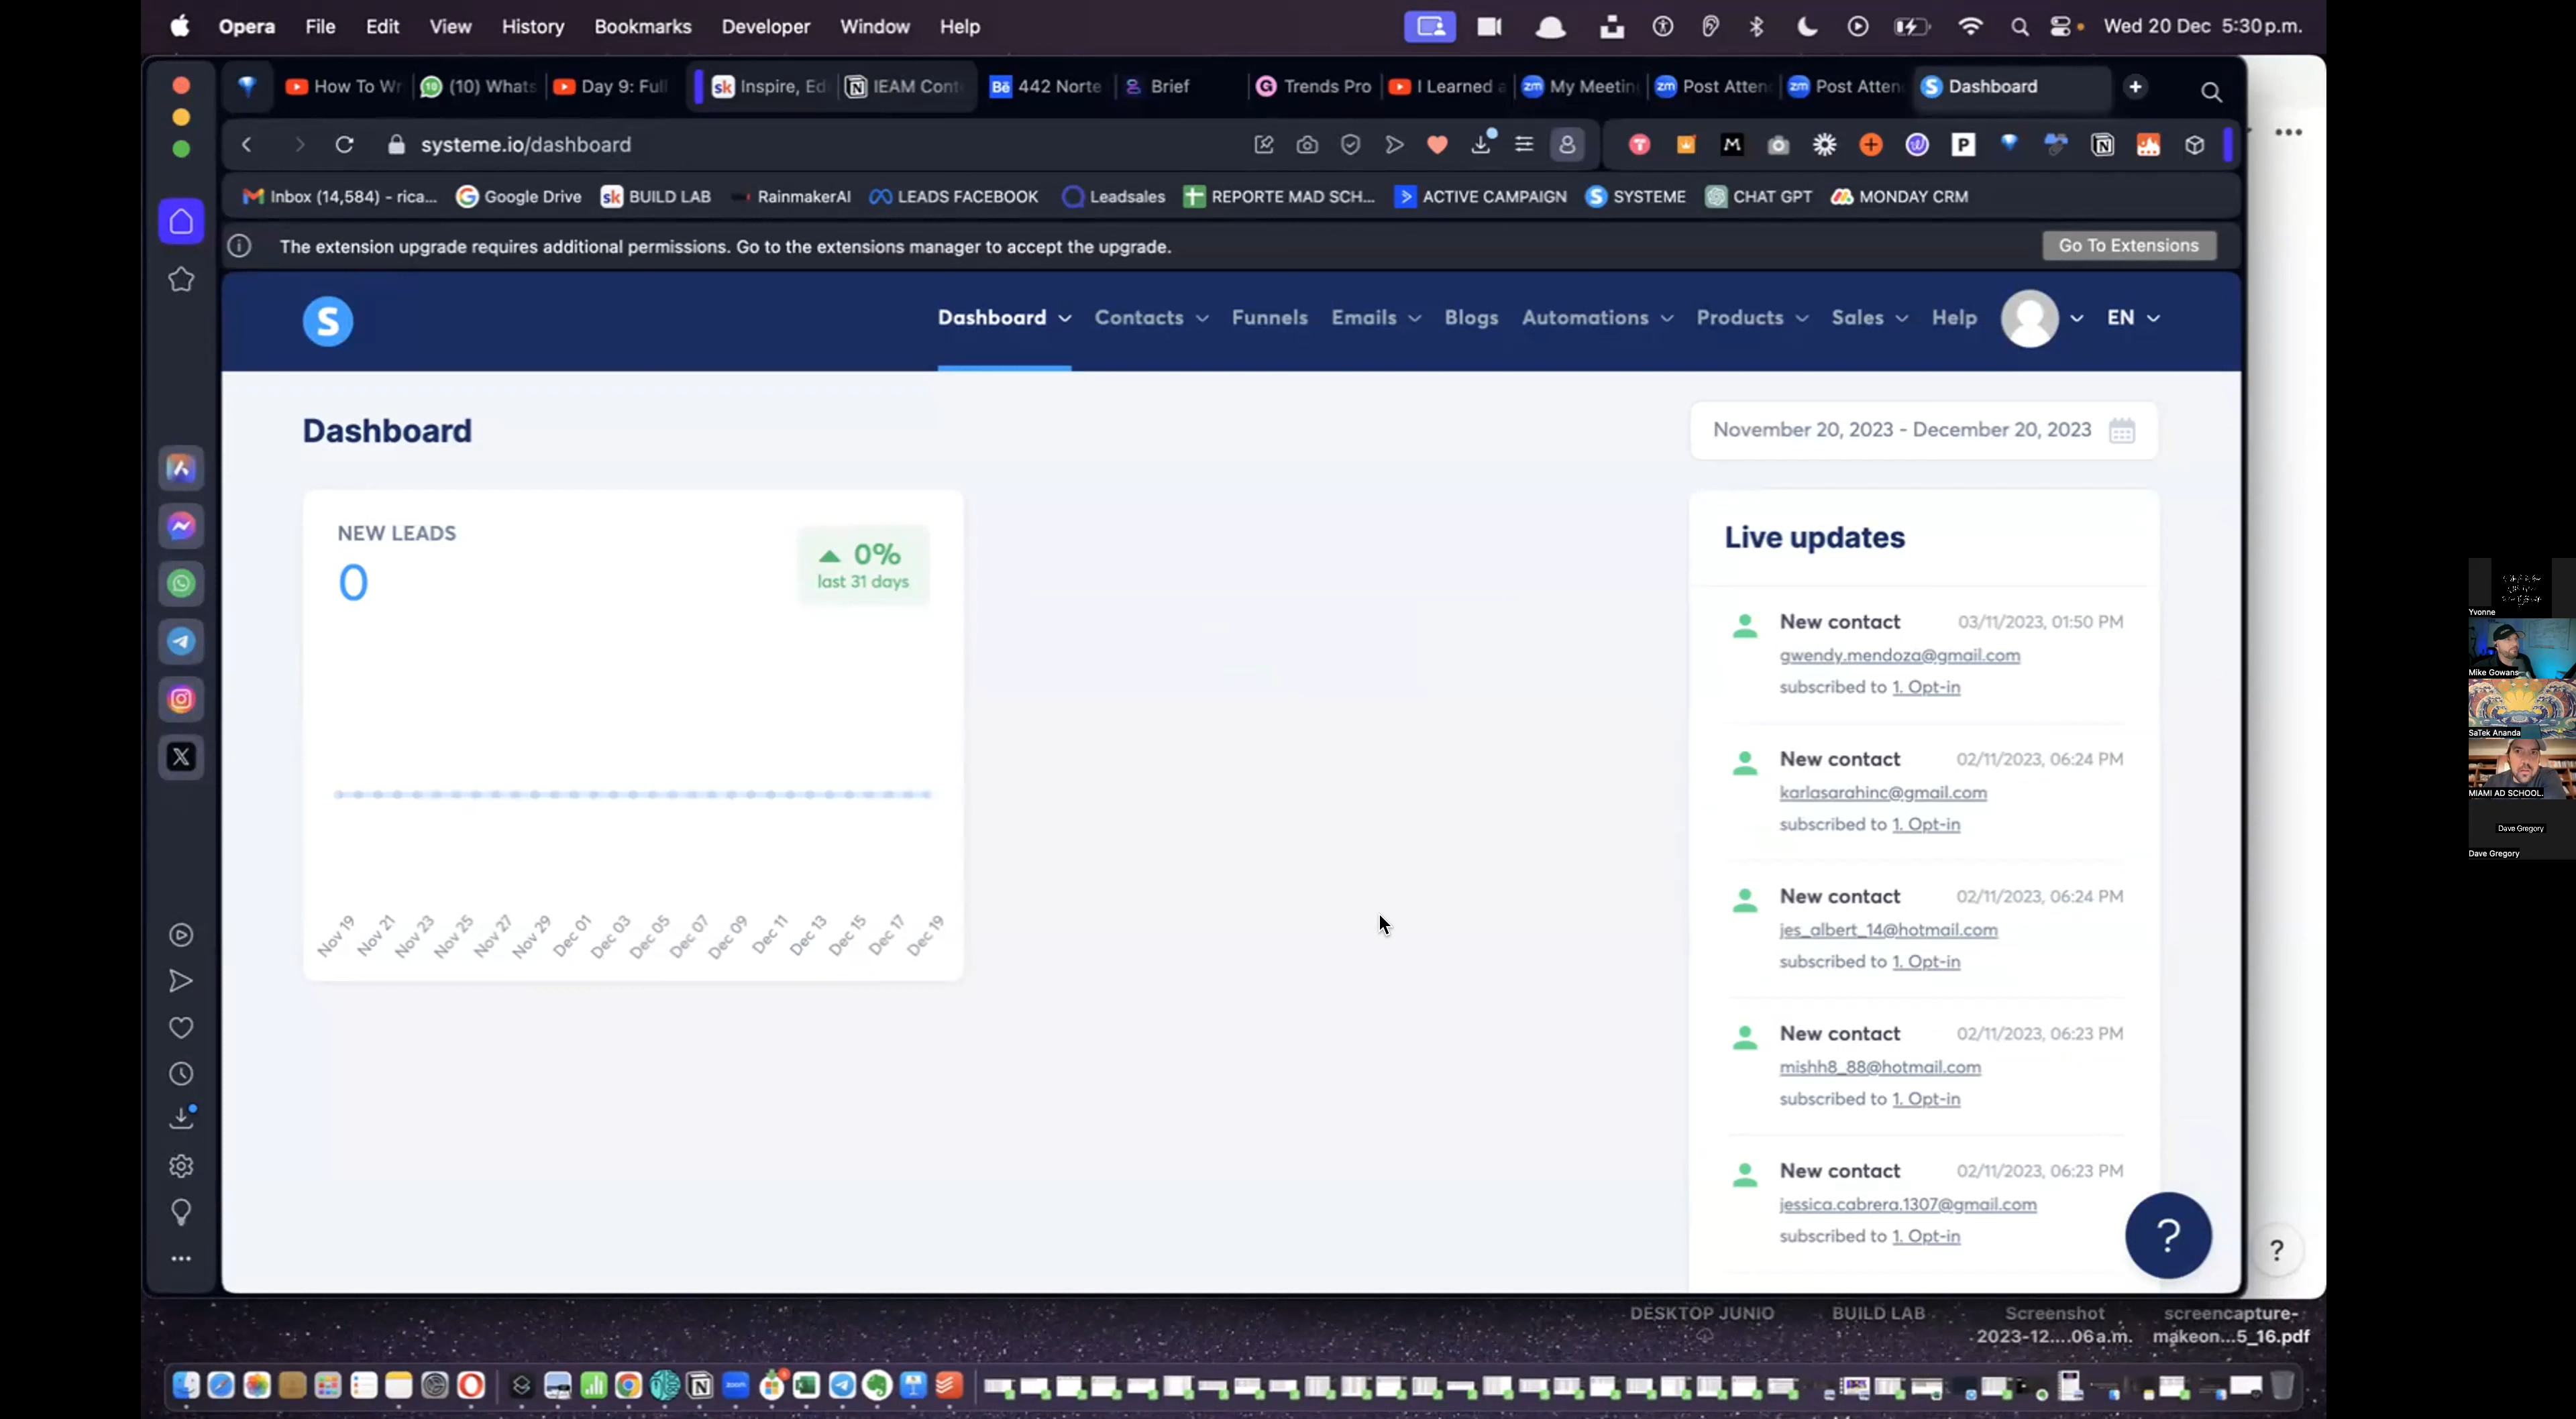 Opera File Edit View History Bookmarks Developer Window Help Wed 20 Dec 5:30 p.m.
How To Wr (10) Whats Day 9: Full Inspire, Ed IEAM Cont Bē 442 Norte Brief Trends Pro I Learned a zm My Meetin zm Post Atten zm Post Atten Dashboard
systeme.io/dashboard
Inbox (14,584) - rica... Google Drive sk BUILD LAB RainmakerAI LEADS FACEBOOK Leadsales REPORTE MAD SCH... ACTIVE CAMPAIGN SYSTEME CHAT GPT MONDAY CRM
The extension upgrade requires additional permissions. Go to the extensions manager to accept the upgrade. Go To Extensions
S Dashboard Contacts Funnels Emails Blogs Automations Products Sales Help EN
Dashboard
November 20, 2023 - December 20, 2023
NEW LEADS
0
0%
last 31 days
Nov 19 Nov 21 Nov 23 Nov 25 Nov 27 Nov 29 Dec 01 Dec 03 Dec 05 Dec 07 Dec 09 Dec 11 Dec 13 Dec 15 Dec 17 Dec 19
Live updates
New contact 03/11/2023, 01:50 PM
gwendy.mendoza@gmail.com
subscribed to 1. Opt-in
New contact 02/11/2023, 06:24 PM
karlasarahinc@gmail.com
subscribed to 1. Opt-in
New contact 02/11/2023, 06:24 PM
jes_albert_14@hotmail.com
subscribed to 1. Opt-in
New contact 02/11/2023, 06:23 PM
mishh8_88@hotmail.com
subscribed to 1. Opt-in
New contact 02/11/2023, 06:23 PM
jessica.cabrera.1307@gmail.com
subscribed to 1. Opt-in
?
?
Yvonne
Mike Gowans
SaTek Ananda
MIAMI AD SCHOOL.
Dave Gregory
Dave Gregory
DESKTOP JUNIO BUILD LAB Screenshot screencapture-
2023-12....06 a.m. makeon...5_16.pdf
zoom